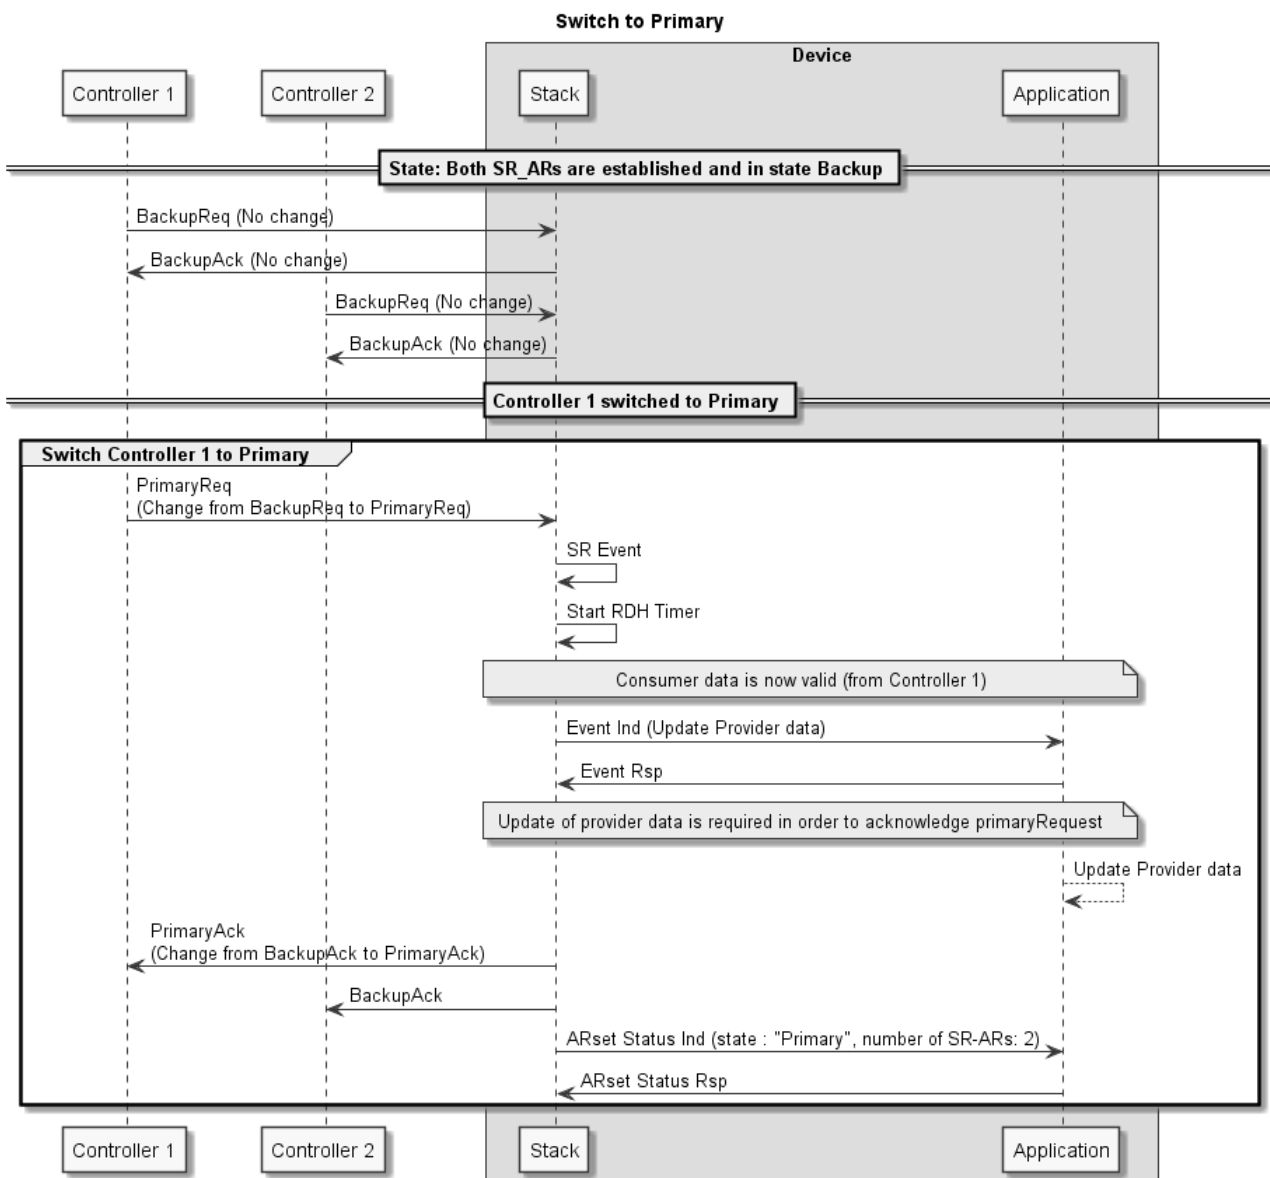 Switch to Primary
Device
Controller 1
Controller 2
Stack
Application
State: Both SR_ARs are established and in state Backup
BackupReq (No change)
BackupAck (No change)
BackupReq (No change)
BackupAck (No change)
Controller 1 switched to Primary
Switch Controller 1 to Primary
PrimaryReq
(Change from BackupReq to PrimaryReq)
SR Event
Start RDH Timer
Consumer data is now valid (from Controller 1)
Event Ind (Update Provider data)
Event Rsp
Update of provider data is required in order to acknowledge primaryRequest
Update Provider data
PrimaryAck
(Change from BackupAck to PrimaryAck)
BackupAck
ARset Status Ind (state : "Primary", number of SR-ARs: 2)
ARset Status Rsp
Controller 1
Controller 2
Stack
Application